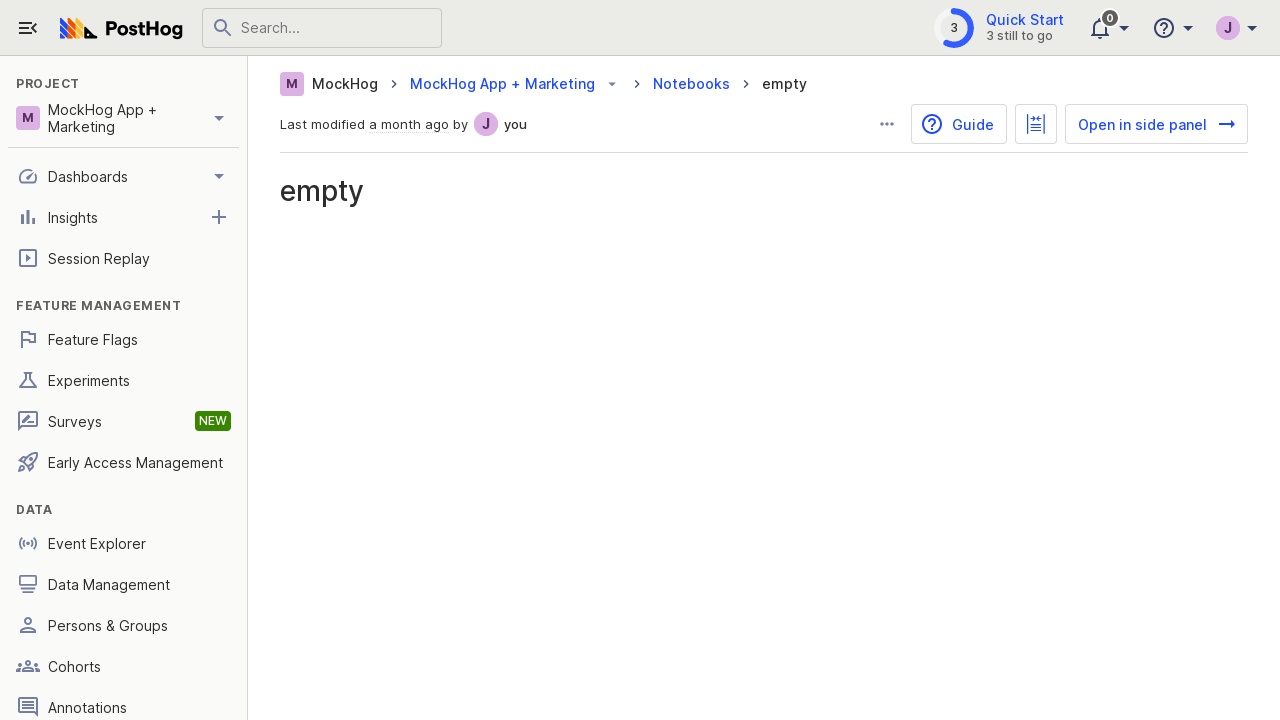 PostHog
Search...
3
Quick Start
3 still to go
0
J
PROJECT
M
MockHog App +
Marketing
Dashboards
Insights
Session Replay
FEATURE MANAGEMENT
Feature Flags
Experiments
Surveys
NEW
Early Access Management
DATA
Event Explorer
Data Management
Persons & Groups
Cohorts
Annotations
M MockHog
MockHog App + Marketing
Notebooks
empty
Last modified a month ago by J you
Guide
Open in side panel
empty